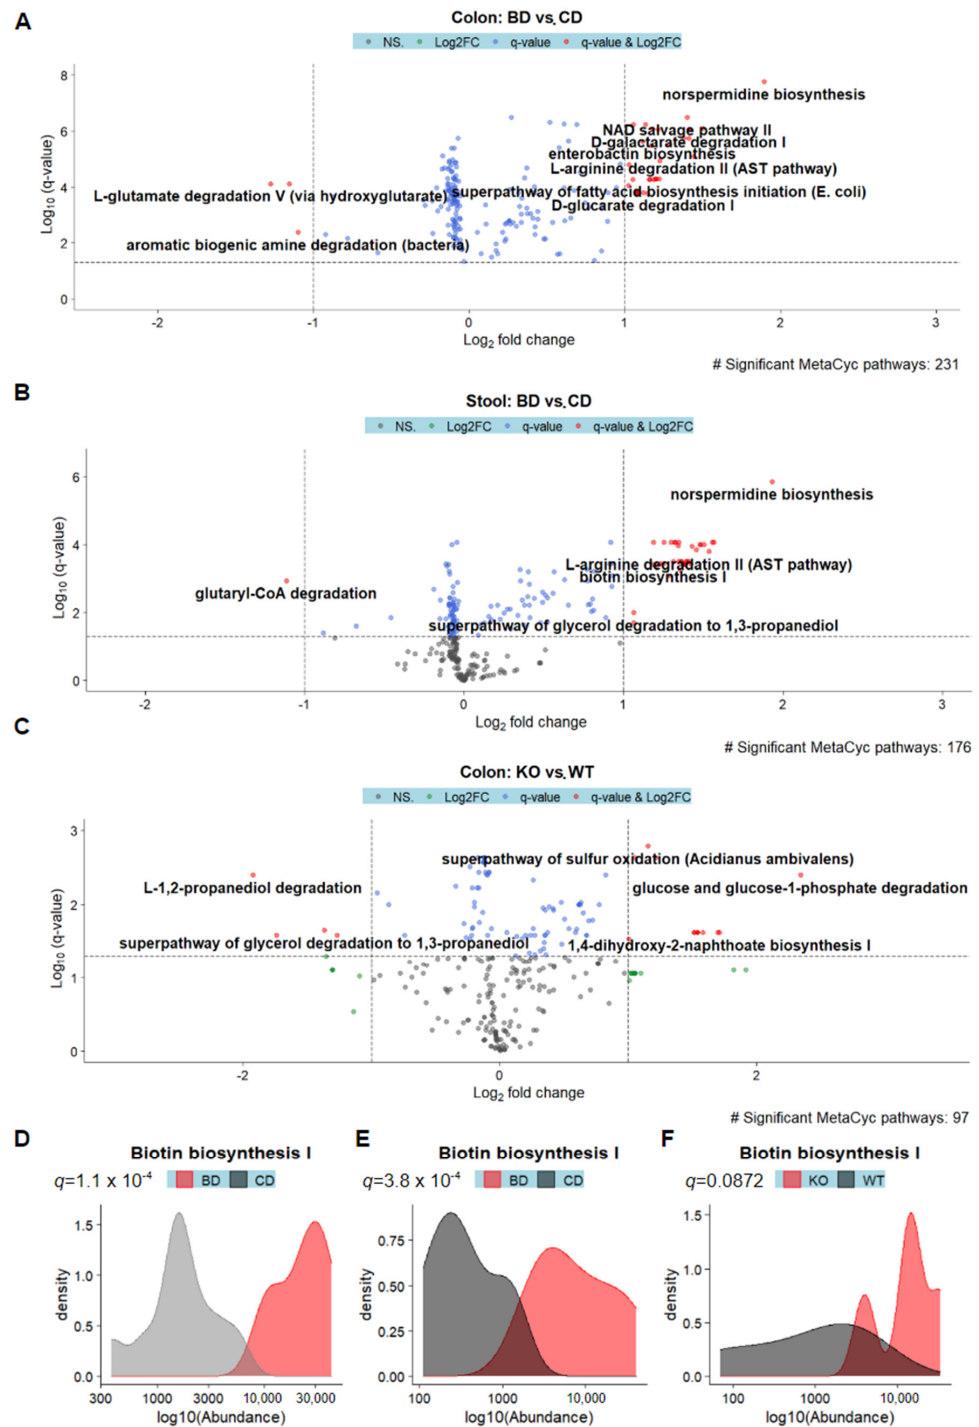 A
Colon: BD vs. CD
NS. Log2FC q-value q-value & Log2FC
8
6
4
2
0
Log10 (q-value)
norspermidine biosynthesis
NAD salvage pathway II
D-galactarate degradation I
enterobactin biosynthesis
L-arginine degradation II (AST pathway)
L-glutamate degradation V (via hydroxyglutarate)
superpathway of fatty acid biosynthesis initiation (E. coli)
D-glucarate degradation I
aromatic biogenic amine degradation (bacteria)
-2 -1 0 1 2 3
Log2 fold change
# Significant MetaCyc pathways: 231
B
Stool: BD vs. CD
NS. Log2FC q-value q-value & Log2FC
6
4
2
0
Log10 (q-value)
norspermidine biosynthesis
L-arginine degradation II (AST pathway)
biotin biosynthesis I
glutaryl-CoA degradation
superpathway of glycerol degradation to 1,3-propanediol
-2 -1 0 1 2 3
Log2 fold change
# Significant MetaCyc pathways: 176
C
Colon: KO vs. WT
NS. Log2FC q-value q-value & Log2FC
3
2
1
0
Log10 (q-value)
superpathway of sulfur oxidation (Acidianus ambivalens)
L-1,2-propanediol degradation
glucose and glucose-1-phosphate degradation
superpathway of glycerol degradation to 1,3-propanediol
1,4-dihydroxy-2-naphthoate biosynthesis I
-2 0 2
Log2 fold change
# Significant MetaCyc pathways: 97
D
Biotin biosynthesis I
q=1.1 x 10-4
BD CD
1.5
1.0
0.5
0.0
density
300 1000 3000 10,000 30,000
log10(Abundance)
E
Biotin biosynthesis I
q=3.8 x 10-4
BD CD
0.75
0.50
0.25
0.00
density
100 1000 10,000
log10(Abundance)
F
Biotin biosynthesis I
q=0.0872
KO WT
1.5
1.0
0.5
0.0
density
100 1000 10,000
log10(Abundance)